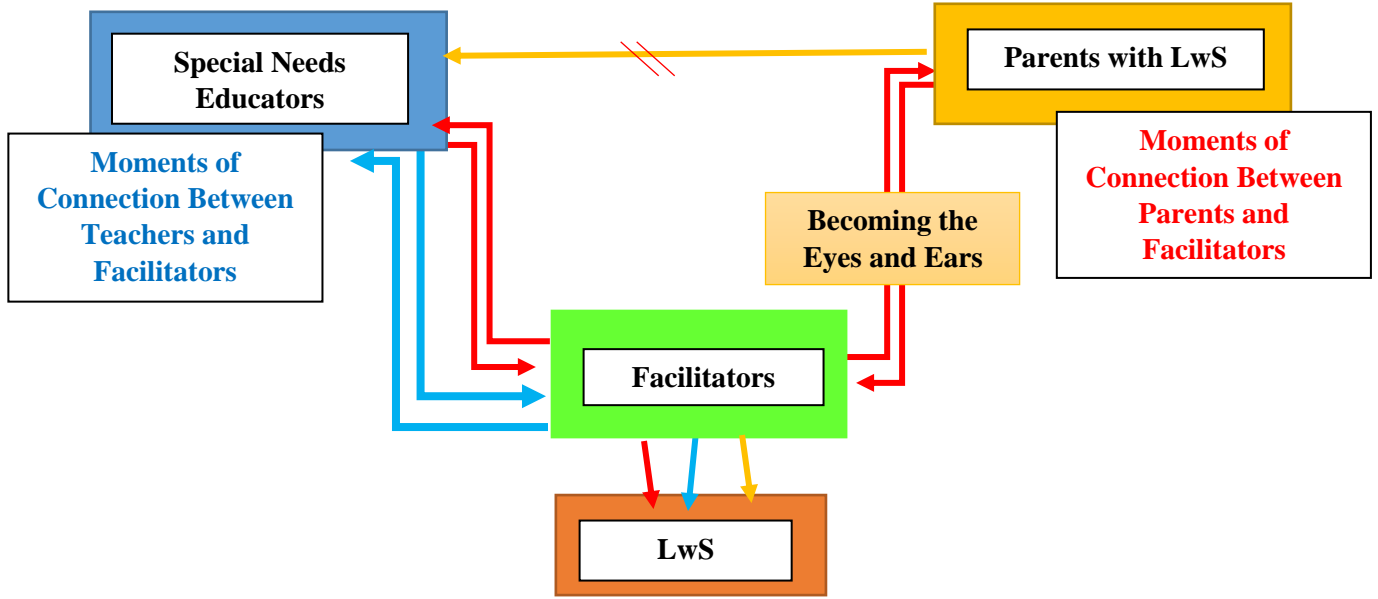 Special Needs
Educators
Parents with LwS
Moments of
Connection Between
Teachers and
Facilitators
Moments of
Connection Between
Parents and
Facilitators
Becoming the
Eyes and Ears
Facilitators
LwS